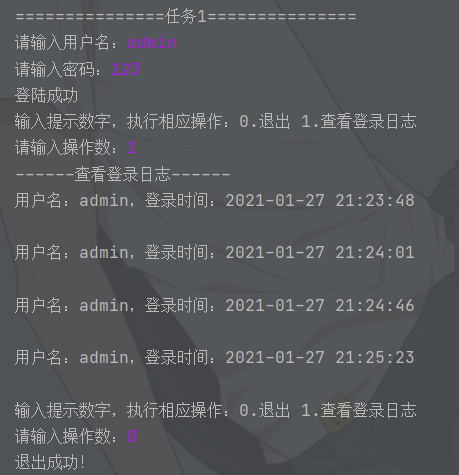 ===============任务1===============
请输入用户名：admin
请输入密码：123
登陆成功
输入提示数字，执行相应操作：0.退出 1.查看登录日志
请输入操作数：1
------查看登录日志------
用户名：admin，登录时间：2021-01-27 21:23:48
用户名：admin，登录时间：2021-01-27 21:24:01
用户名：admin，登录时间：2021-01-27 21:24:46
用户名：admin，登录时间：2021-01-27 21:25:23
输入提示数字，执行相应操作：0.退出 1.查看登录日志
请输入操作数：0
退出成功！